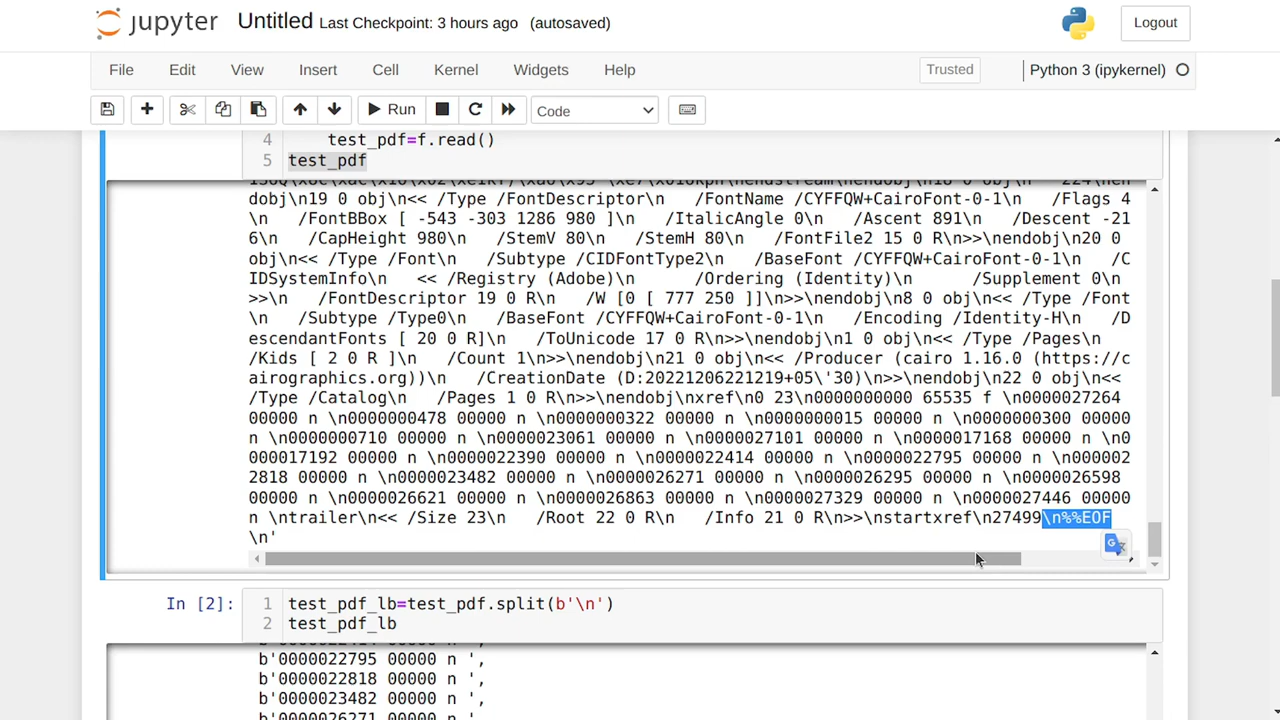 jupyter Untitled Last Checkpoint: 3 hours ago (autosaved)
Logout
File Edit View Insert Cell Kernel Widgets Help
Trusted
Python 3 (ipykernel)
Run
Code
4 test_pdf=f.read()
5 test_pdf
dobj\n19 0 obj\n<< /Type /FontDescriptor\n /FontName /CYFFQW+CairoFont-0-1\n /Flags 4
\n /FontBBox [ -543 -303 1286 980 ]\n /ItalicAngle 0\n /Ascent 891\n /Descent -21
6\n /CapHeight 980\n /StemV 80\n /StemH 80\n /FontFile2 15 0 R\n>>\nendobj\n20 0
obj\n<< /Type /Font\n /Subtype /CIDFontType2\n /BaseFont /CYFFQW+CairoFont-0-1\n /C
IDSystemInfo\n << /Registry (Adobe)\n /Ordering (Identity)\n /Supplement 0\n
>>\n /FontDescriptor 19 0 R\n /W [0 [ 777 250 ]]\n>>\nendobj\n8 0 obj\n<< /Type /Font
\n /Subtype /Type0\n /BaseFont /CYFFQW+CairoFont-0-1\n /Encoding /Identity-H\n /D
escendantFonts [ 20 0 R]\n /ToUnicode 17 0 R\n>>\nendobj\n1 0 obj\n<< /Type /Pages\n
/Kids [ 2 0 R ]\n /Count 1\n>>\nendobj\n21 0 obj\n<< /Producer (cairo 1.16.0 (https://c
airographics.org))\n /CreationDate (D:20221206221219+05\'30)\n>>\nendobj\n22 0 obj\n<<
/Type /Catalog\n /Pages 1 0 R\n>>\nendobj\nxref\n0 23\n0000000000 65535 f \n0000027264
00000 n \n0000000478 00000 n \n0000000322 00000 n \n0000000015 00000 n \n0000000300 00000
n \n0000000710 00000 n \n0000023061 00000 n \n0000027101 00000 n \n0000017168 00000 n \n0
000017192 00000 n \n0000022390 00000 n \n0000022414 00000 n \n0000022795 00000 n \n000002
2818 00000 n \n0000023482 00000 n \n0000026271 00000 n \n0000026295 00000 n \n0000026598
00000 n \n0000026621 00000 n \n0000026863 00000 n \n0000027329 00000 n \n0000027446 00000
n \ntrailer\n<< /Size 23\n /Root 22 0 R\n /Info 21 0 R\n>>\nstartxref\n27499\n%%EOF
\n'
In [2]: 1 test_pdf_lb=test_pdf.split(b'\n')
2 test_pdf_lb
b'0000022795 00000 n ',
b'0000022818 00000 n ',
b'0000023482 00000 n ',